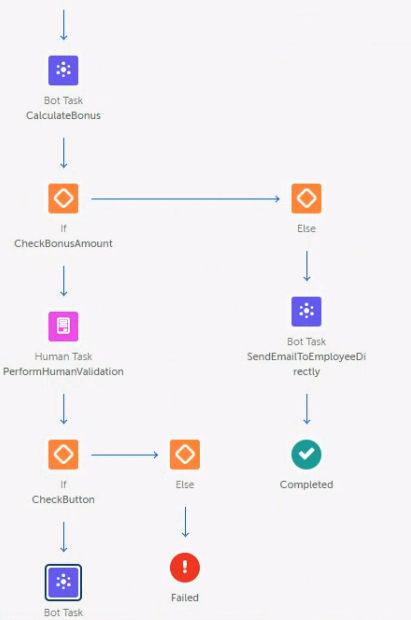 Bot Task
CalculateBonus
If
CheckBonusAmount
Else
Human Task
PerformHumanValidation
Bot Task
SendEmailToEmployeeDi
rectly
If
CheckButton
Else
Completed
Failed
Bot Task